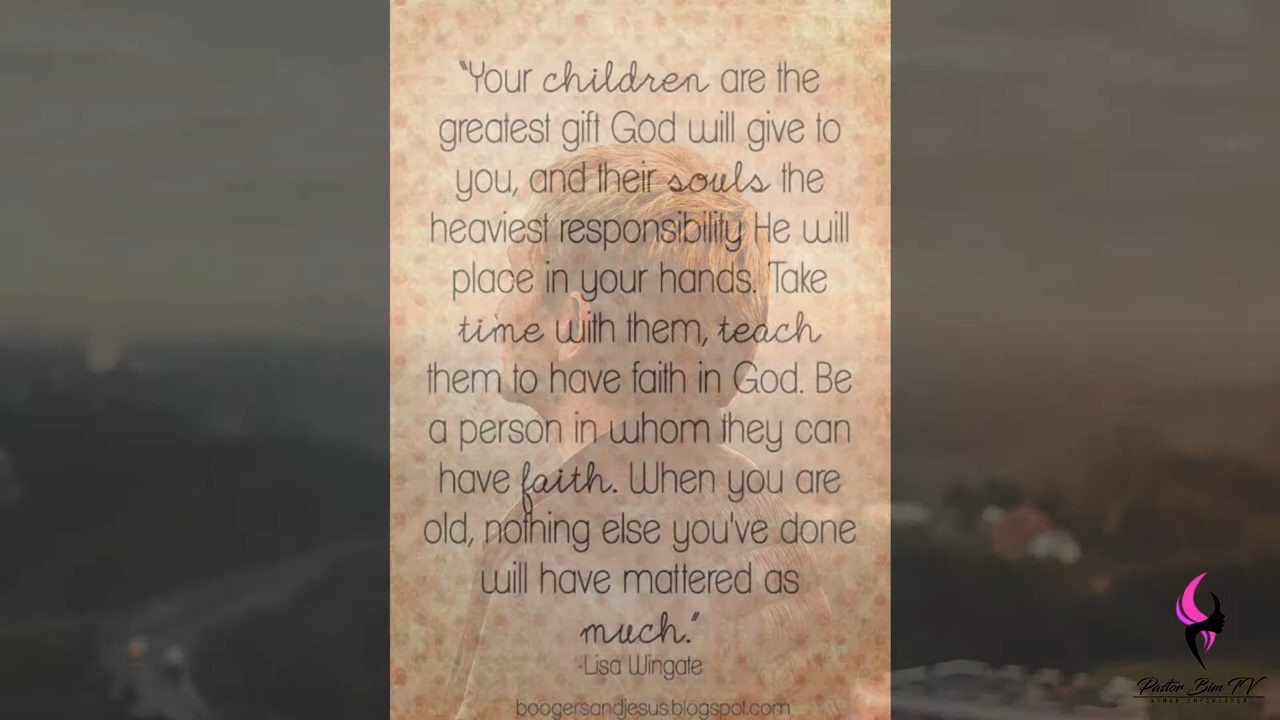 “Your children are the
greatest gift God will give to
you, and their souls the
heaviest responsibility He will
place in your hands. Take
time with them, teach
them to have faith in God. Be
a person in whom they can
have faith. When you are
old, nothing else you've done
will have mattered as
much.”
-Lisa Wingate
boogersandjesus.blogspot.com
Pastor Bim TV